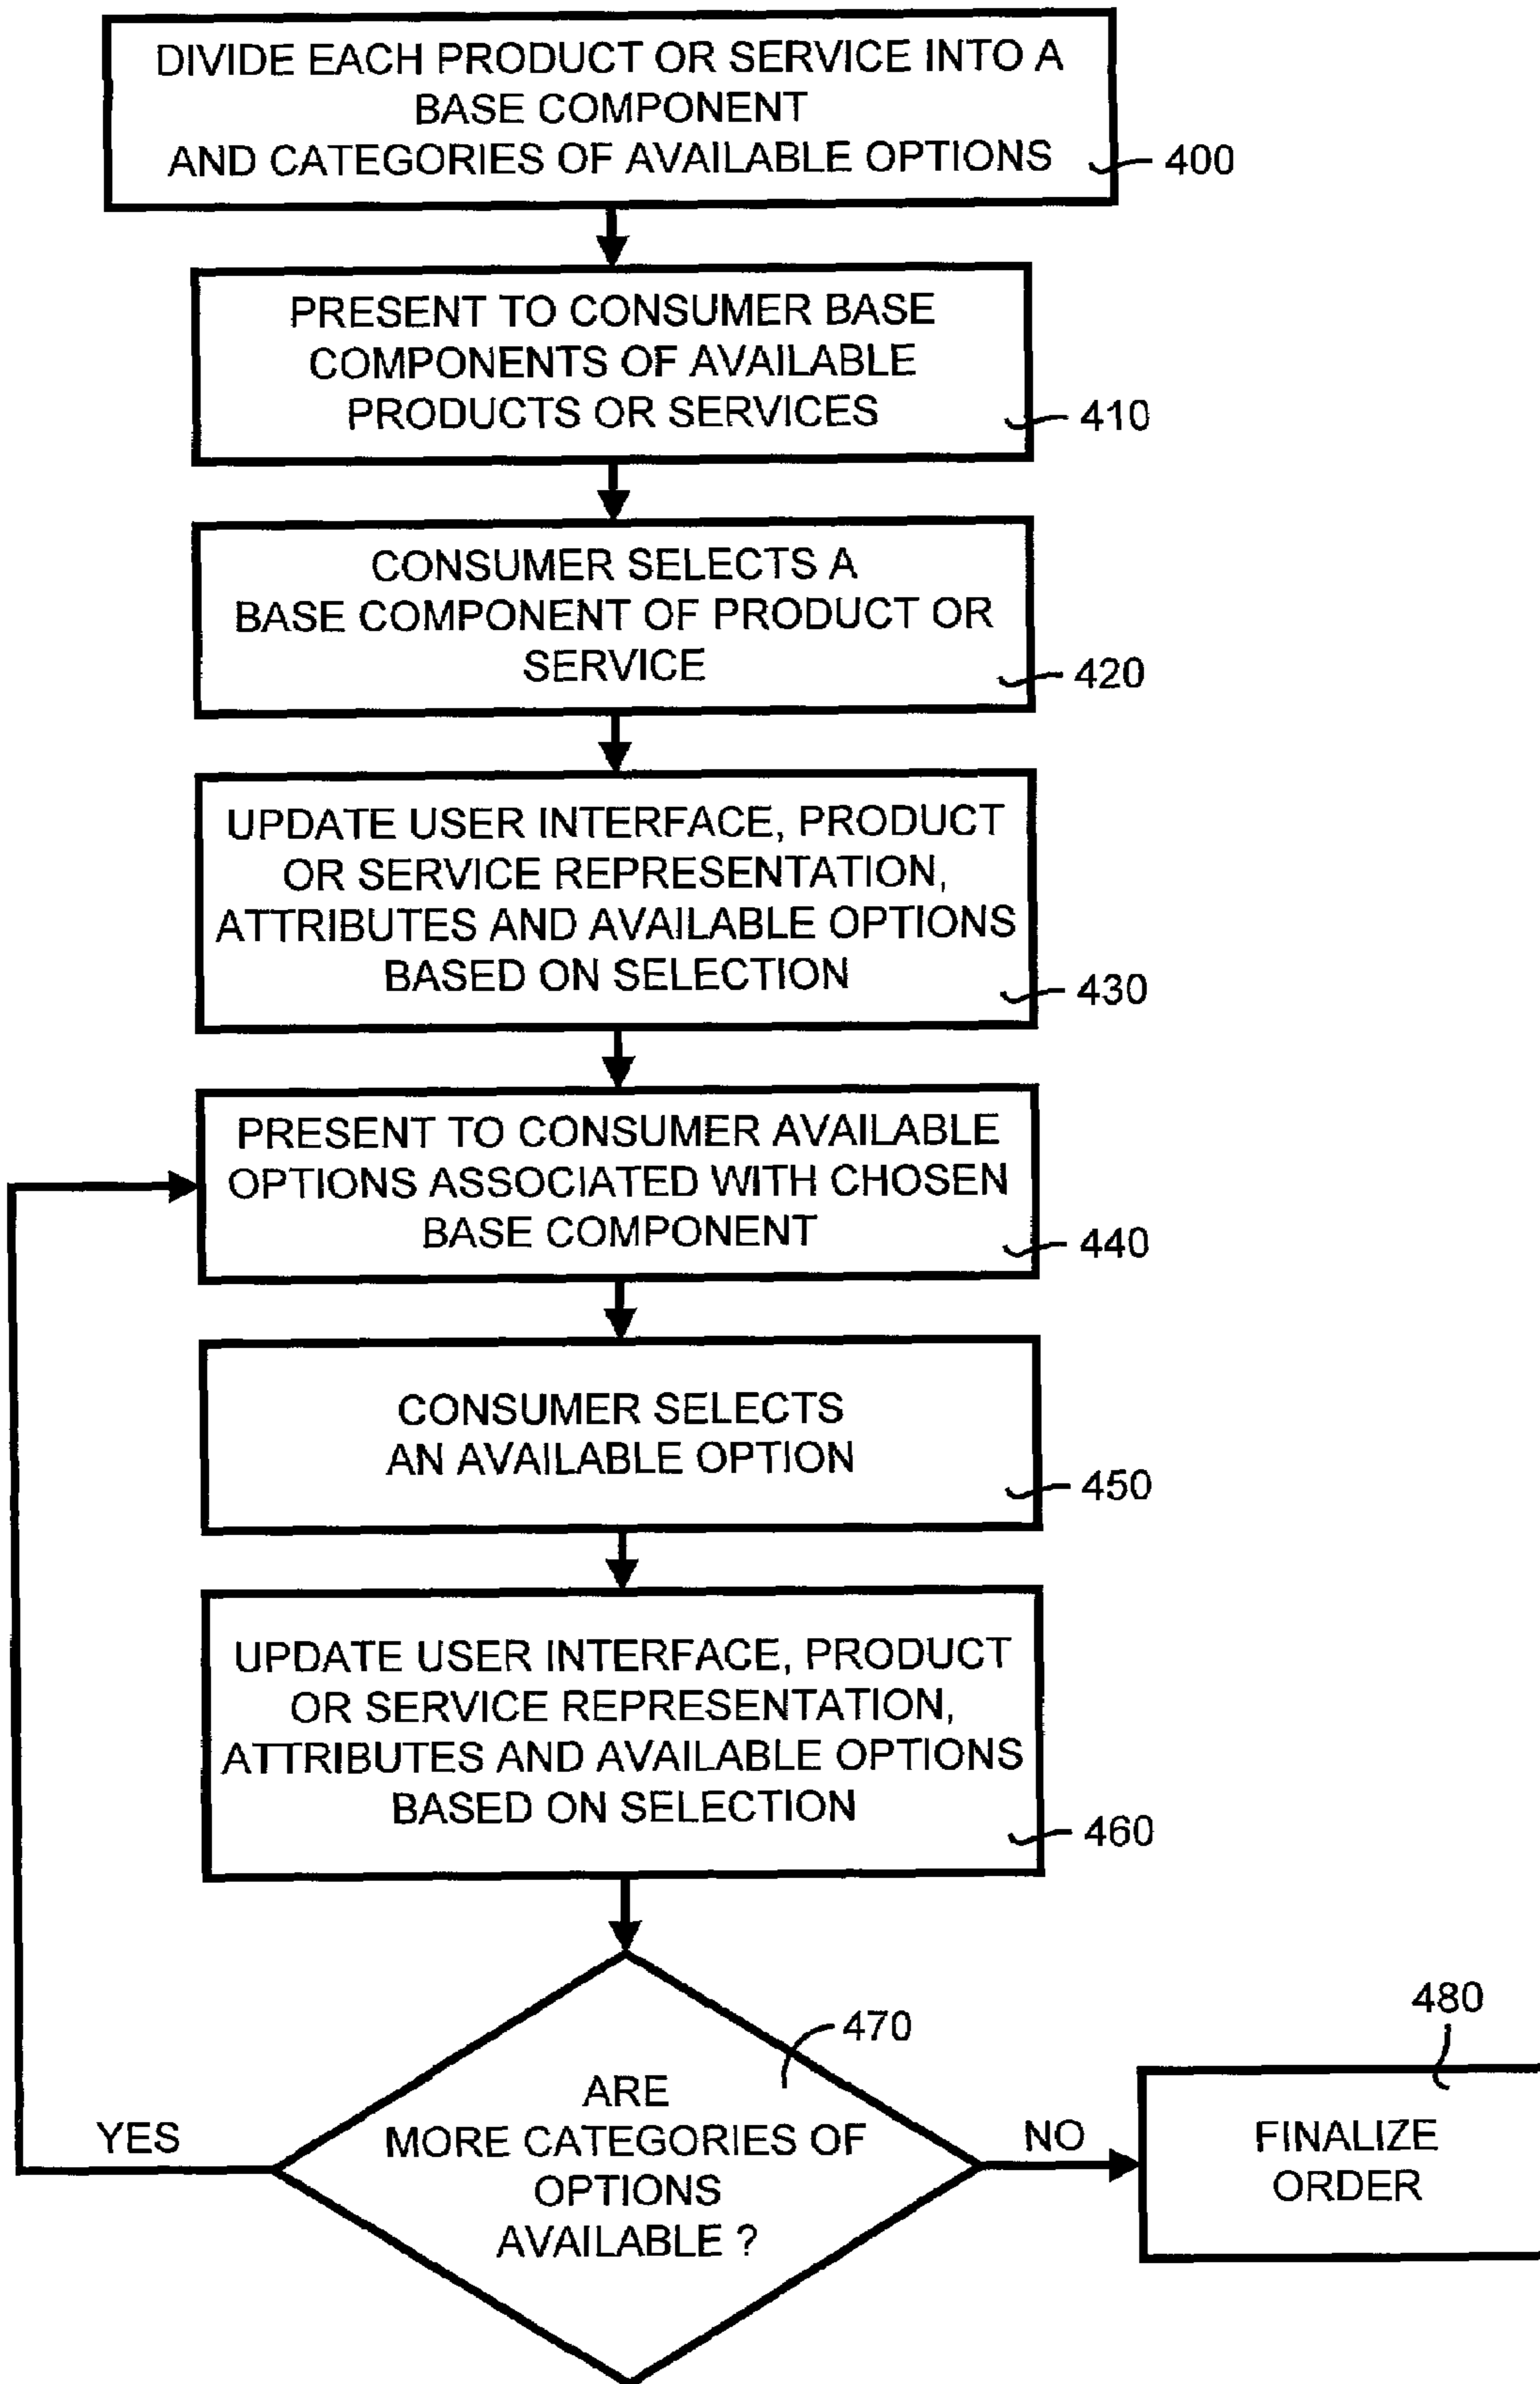 DIVIDE EACH PRODUCT OR SERVICE INTO A
BASE COMPONENT
AND CATEGORIES OF AVAILABLE OPTIONS
400
PRESENT TO CONSUMER BASE
COMPONENTS OF AVAILABLE
PRODUCTS OR SERVICES
410
CONSUMER SELECTS A
BASE COMPONENT OF PRODUCT OR
SERVICE
420
UPDATE USER INTERFACE, PRODUCT
OR SERVICE REPRESENTATION,
ATTRIBUTES AND AVAILABLE OPTIONS
BASED ON SELECTION
430
PRESENT TO CONSUMER AVAILABLE
OPTIONS ASSOCIATED WITH CHOSEN
BASE COMPONENT
440
CONSUMER SELECTS
AN AVAILABLE OPTION
450
UPDATE USER INTERFACE, PRODUCT
OR SERVICE REPRESENTATION,
ATTRIBUTES AND AVAILABLE OPTIONS
BASED ON SELECTION
460
470
ARE
MORE CATEGORIES OF
OPTIONS
AVAILABLE ?
YES
NO
480
FINALIZE
ORDER